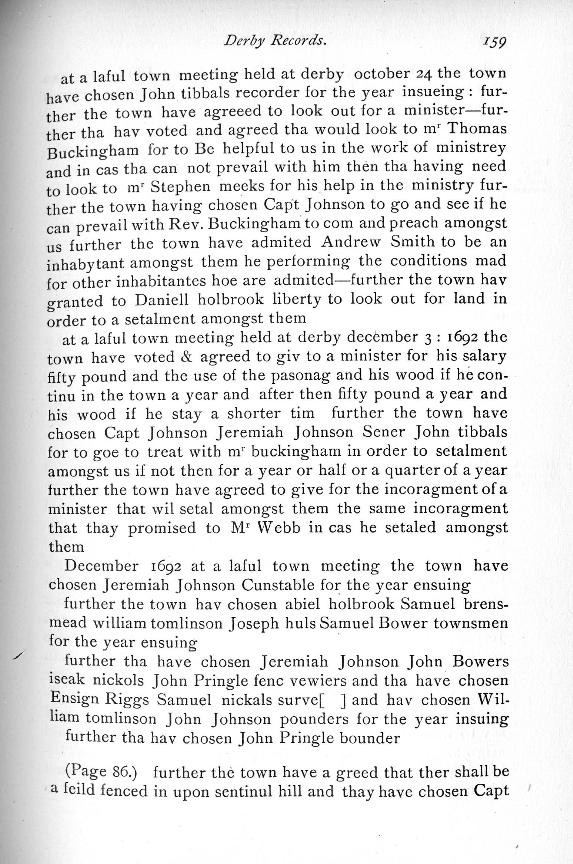 Derby Records. 159
at a laful town meeting held at derby october 24 the town
have chosen John tibbals recorder for the year insueing : fur-
ther the town have agreeed to look out for a minister—fur-
ther tha hav voted and agreed tha would look to mr Thomas
Buckingham for to Be helpful to us in the work of ministrey
and in cas tha can not prevail with him then tha having need
to look to mr Stephen meeks for his help in the ministry fur-
ther the town having chosen Capt Johnson to go and see if he
can prevail with Rev. Buckingham to com and preach amongst
us further the town have admited Andrew Smith to be an
inhabytant amongst them he performing the conditions mad
for other inhabitantes hoe are admited—further the town hav
granted to Daniell holbrook liberty to look out for land in
order to a setalment amongst them
at a laful town meeting held at derby december 3 : 1692 the
town have voted & agreed to giv to a minister for his salary
fifty pound and the use of the pasonag and his wood if he con-
tinu in the town a year and after then fifty pound a year and
his wood if he stay a shorter tim further the town have
chosen Capt Johnson Jeremiah Johnson Sener John tibbals
for to goe to treat with mr buckingham in order to setalment
amongst us if not then for a year or half or a quarter of a year
further the town have agreed to give for the incoragment of a
minister that wil setal amongst them the same incoragment
that thay promised to Mr Webb in cas he setaled amongst
them
December 1692 at a laful town meeting the town have
chosen Jeremiah Johnson Cunstable for the year ensuing
further the town hav chosen abiel holbrook Samuel brens-
mead william tomlinson Joseph huls Samuel Bower townsmen
for the year ensuing
further tha have chosen Jeremiah Johnson John Bowers
iseak nickols John Pringle fenc vewiers and tha have chosen
Ensign Riggs Samuel nickals surve[ ] and hav chosen Wil-
liam tomlinson John Johnson pounders for the year insuing
further tha hav chosen John Pringle bounder
(Page 86.) further the town have a greed that ther shall be
a feild fenced in upon sentinul hill and thay have chosen Capt